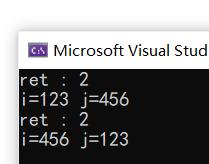 Microsoft Visual Stud
ret : 2
i=123 j=456
ret : 2
i=456 j=123